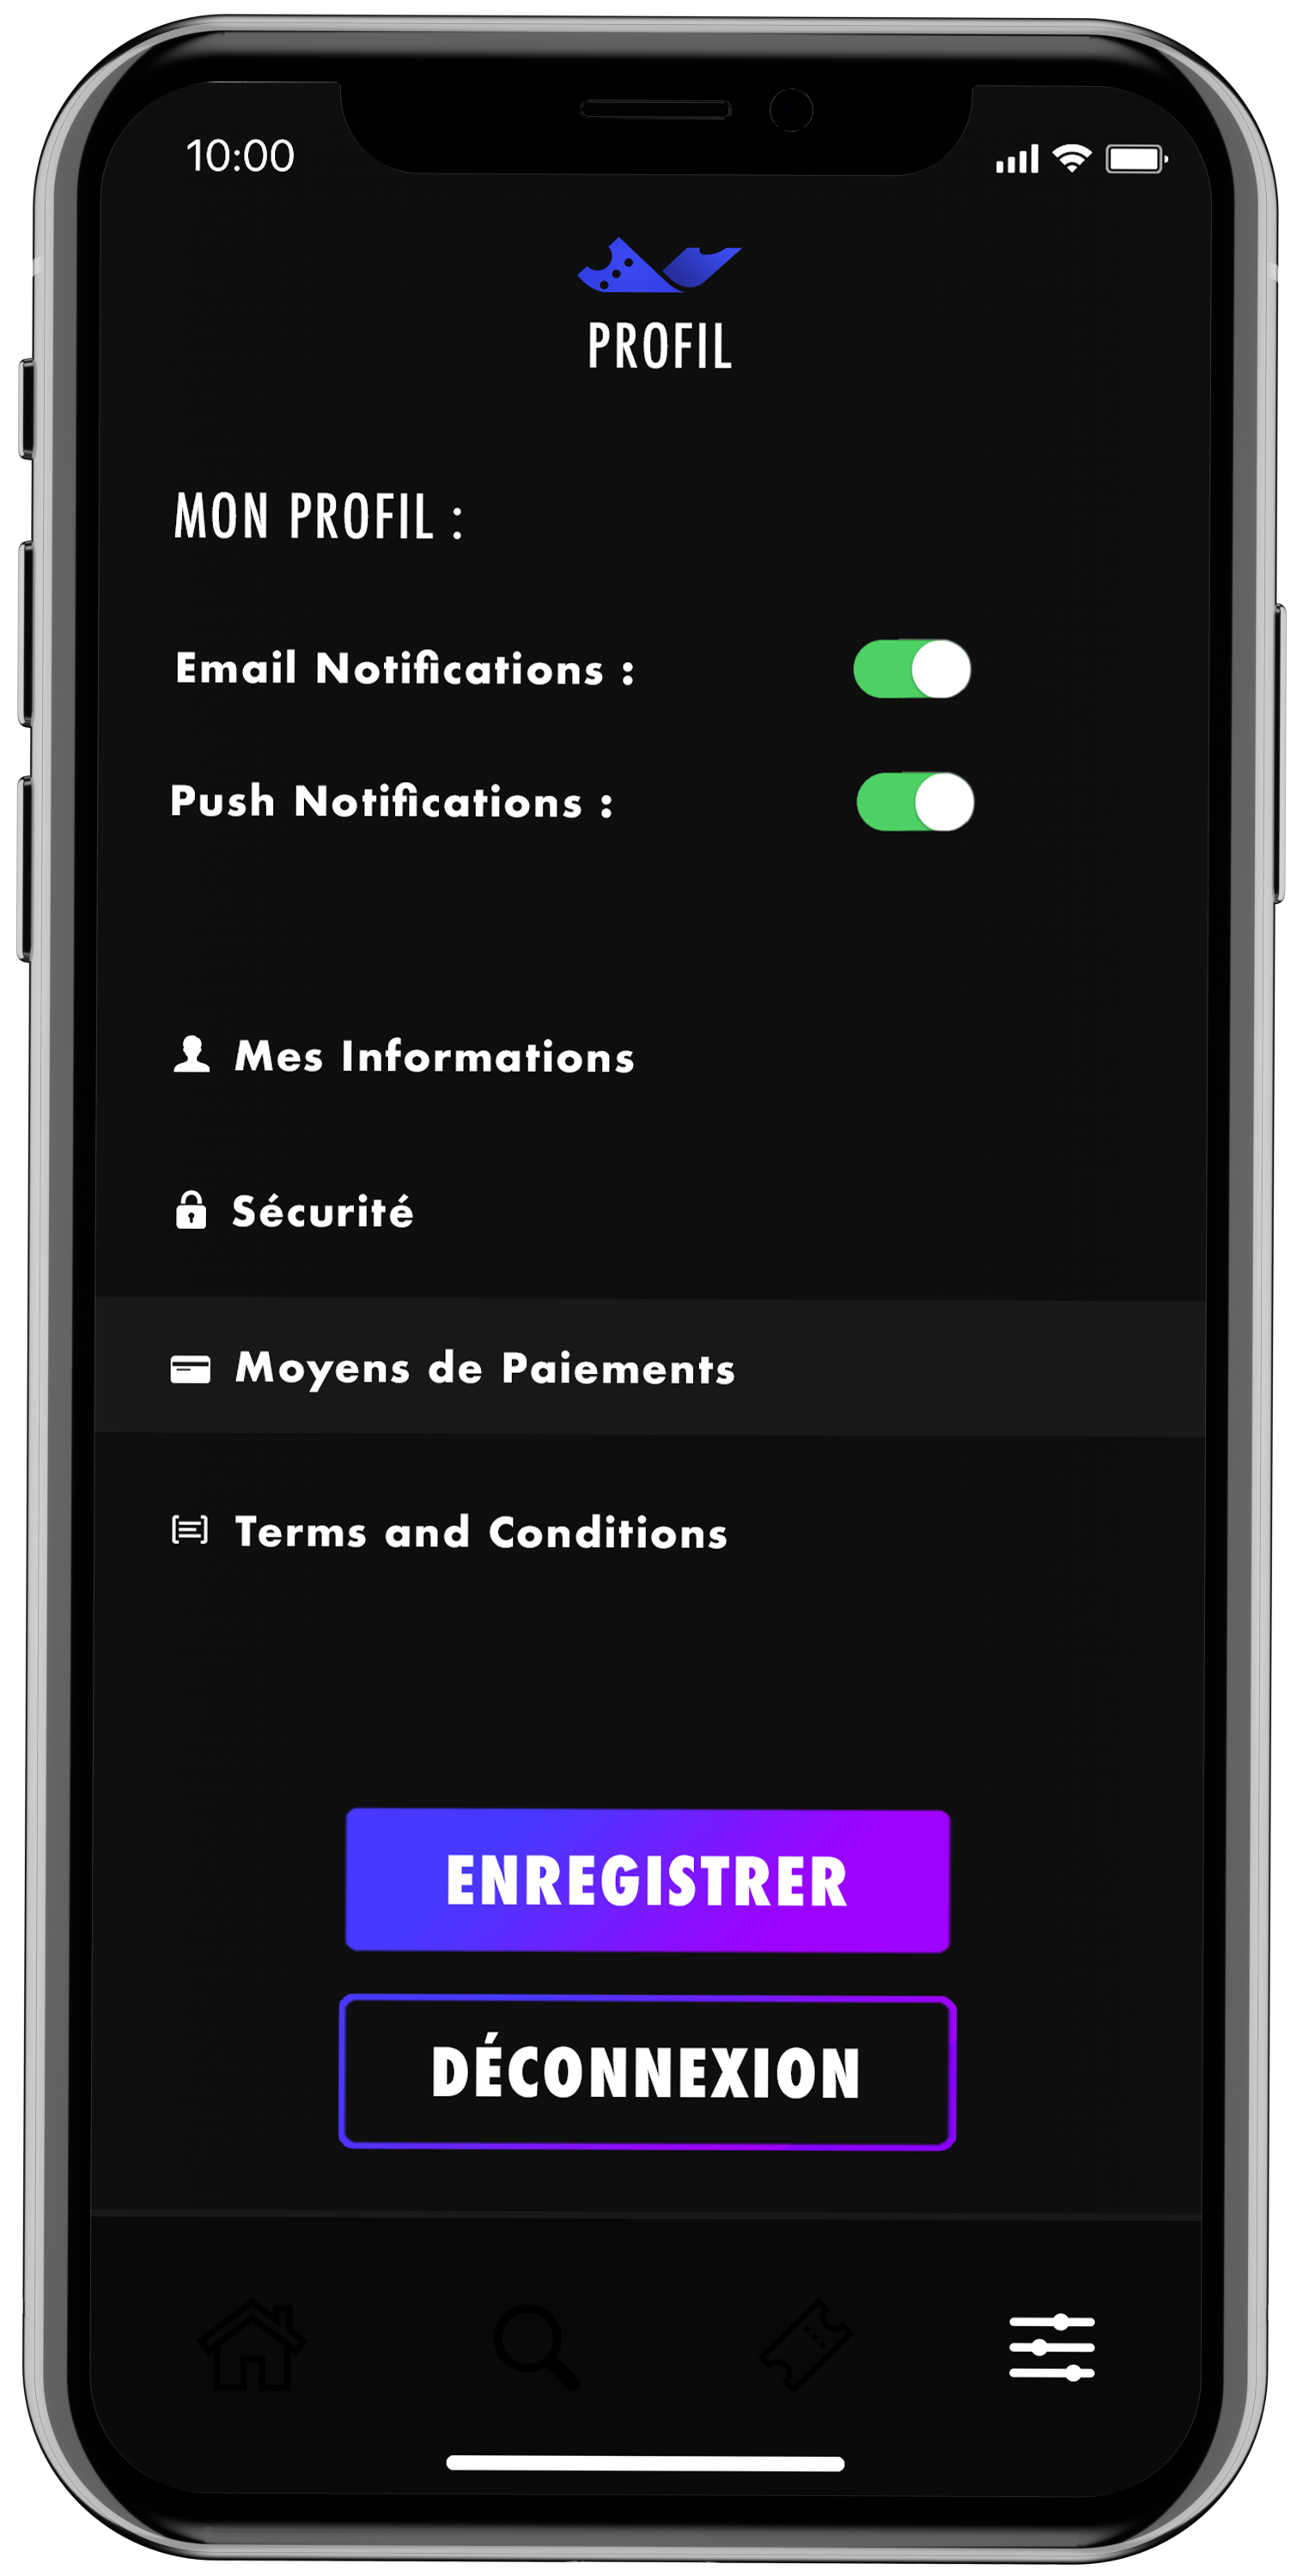 10:00
PROFIL
MON PROFIL :
Email Notifications :
Push Notifications :
Mes Informations
Sécurité
Moyens de Paiements
Terms and Conditions
ENREGISTRER
DÉCONNEXION